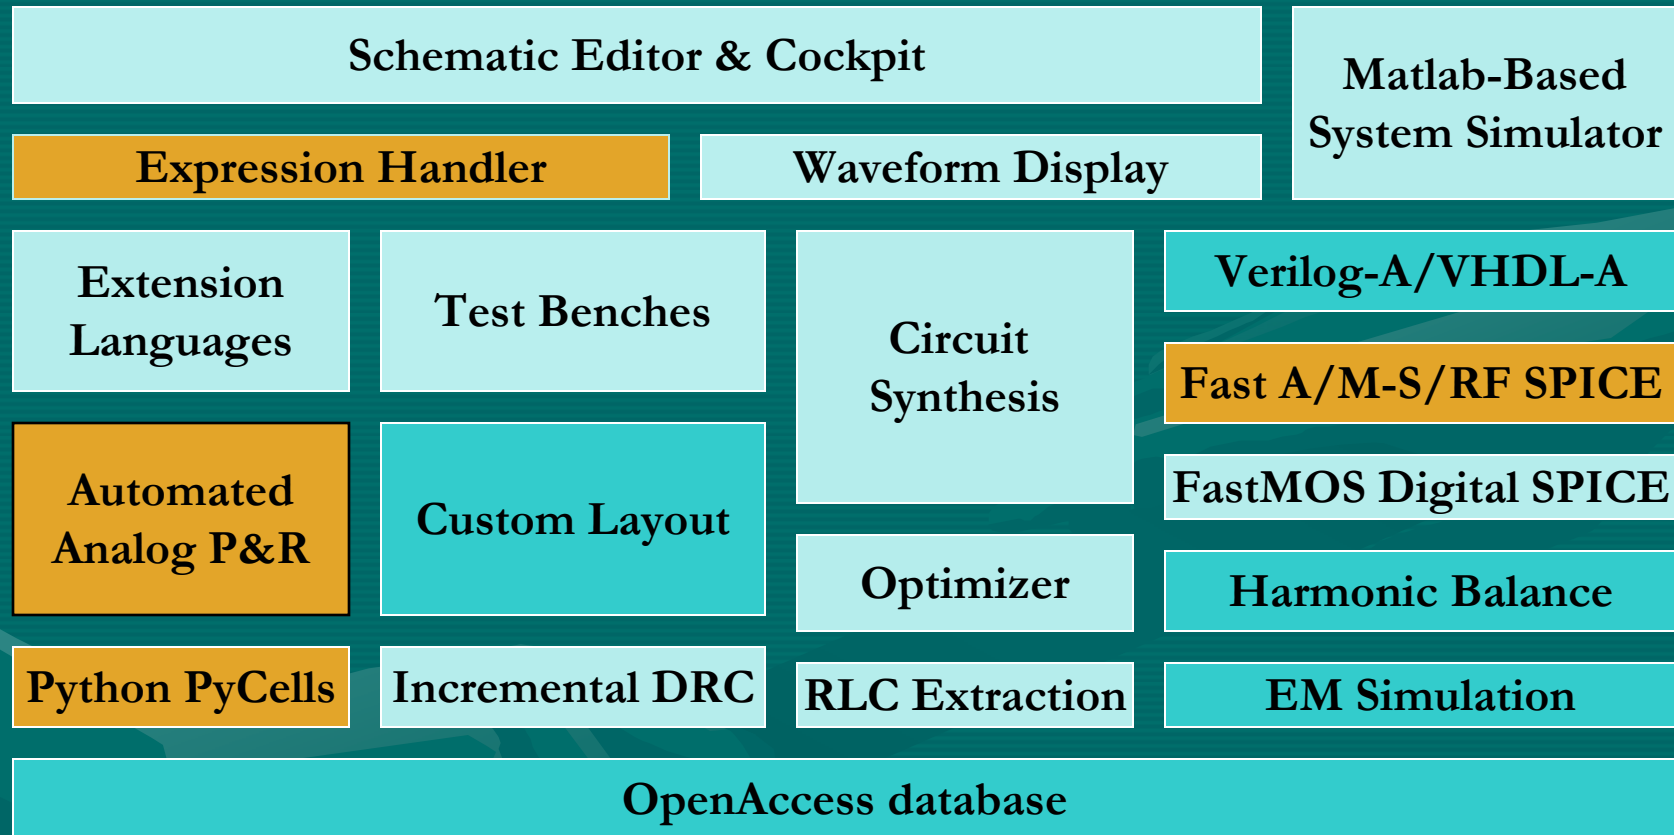 Schematic Editor & Cockpit
Matlab-Based
System Simulator
Expression Handler
Waveform Display
Extension
Languages
Test Benches
Circuit
Synthesis
Verilog-A/VHDL-A
Fast A/M-S/RF SPICE
Automated
Analog P&R
Custom Layout
FastMOS Digital SPICE
Optimizer
Harmonic Balance
Python PyCells
Incremental DRC
RLC Extraction
EM Simulation
OpenAccess database